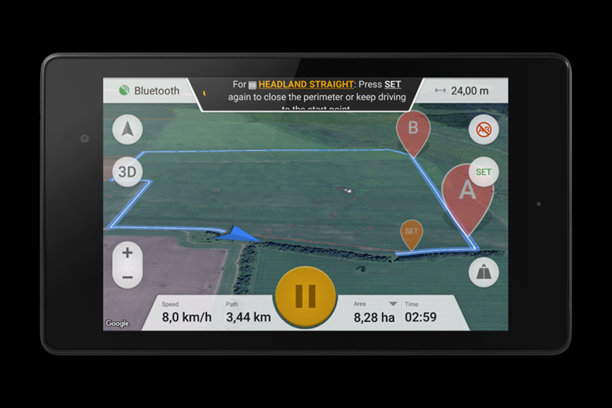 Bluetooth
For HEADLAND STRAIGHT: Press SET
again to close the perimeter or keep driving
to the start point
24,00 m
B
AB
3D
SET
A
SET
+
−
Speed
8,0 km/h
Path
3,44 km
Area
8,28 ha
Time
02:59
Google